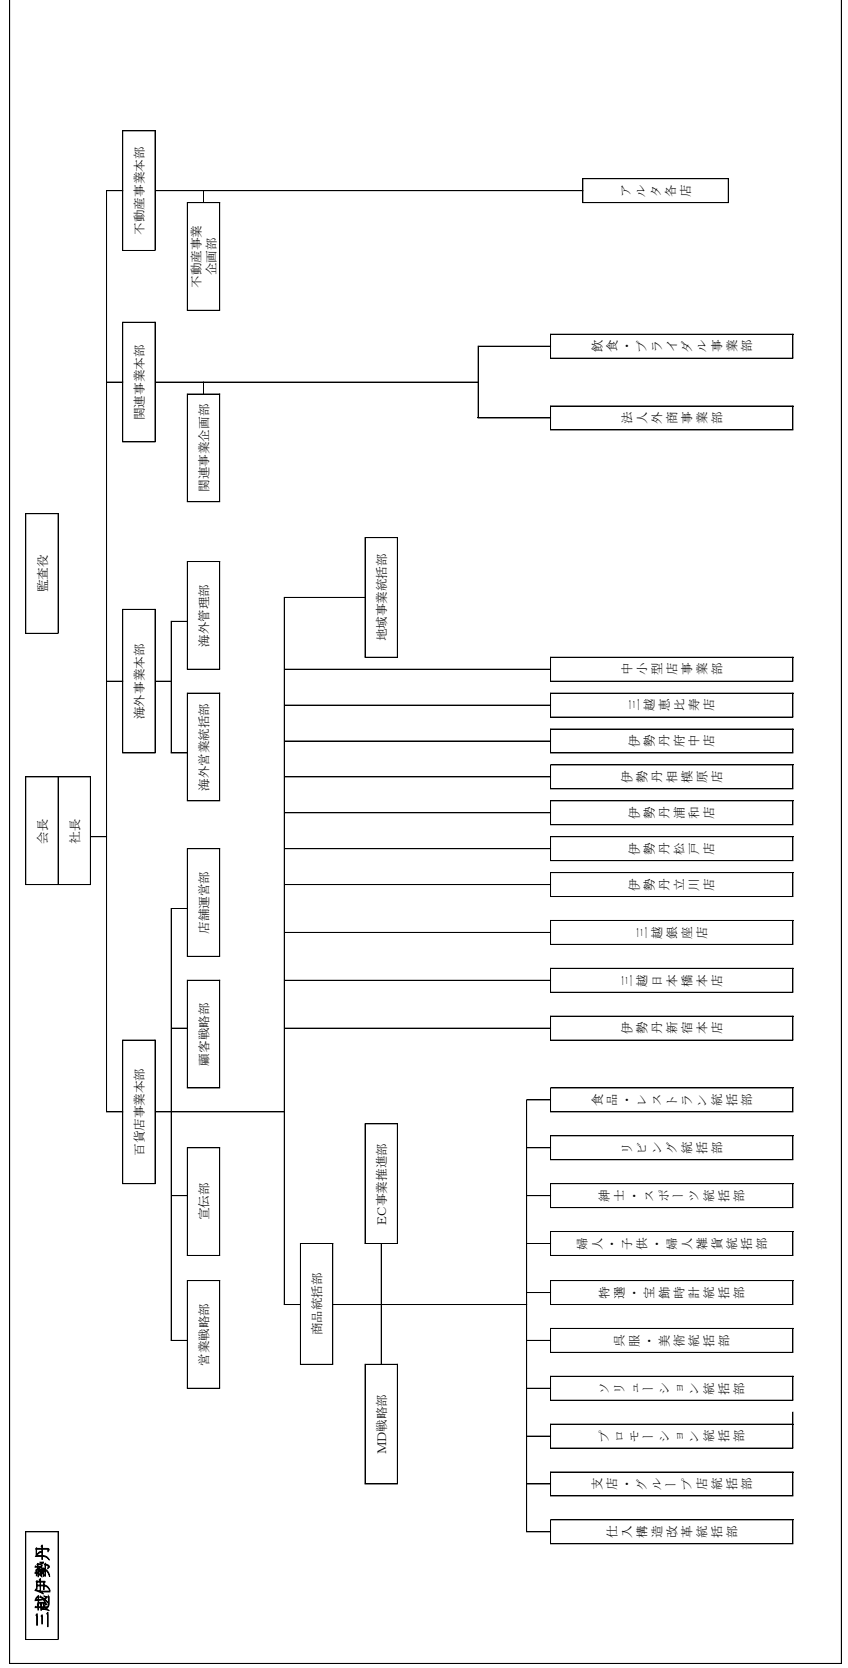 三越伊勢丹
会長
社長
監査役
百貨店事業本部
海外事業本部
関連事業本部
不動産事業本部
営業戦略部
宣伝部
顧客戦略部
店舗運営部
海外営業統括部
海外管理部
関連事業企画部
不動産事業
企画部
商品統括部
MD戦略部
EC事業推進部
地域事業統括部
仕入構造改革統括部
支店・グループ店統括部
プロモーション統括部
ソリューション統括部
呉服・美術統括部
特選・宝飾時計統括部
婦人・子供・婦人雑貨統括部
紳士・スポーツ統括部
リビング統括部
食品・レストラン統括部
伊勢丹新宿本店
三越日本橋本店
三越銀座店
伊勢丹立川店
伊勢丹松戸店
伊勢丹浦和店
伊勢丹相模原店
伊勢丹府中店
三越恵比寿店
中小型店事業部
法人外商事業部
飲食・ブライダル事業部
アルタ各店